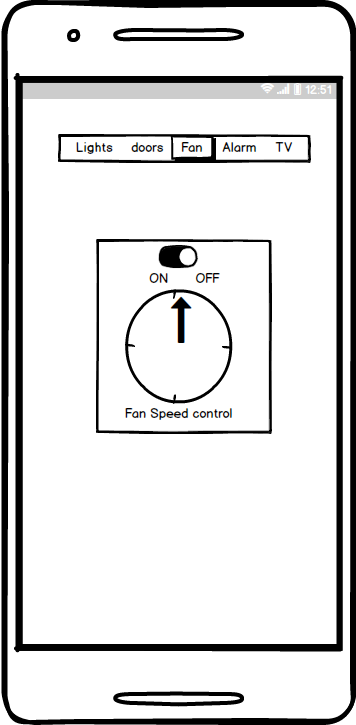 12:51
Lights doors Fan Alarm TV
ON OFF
Fan Speed control